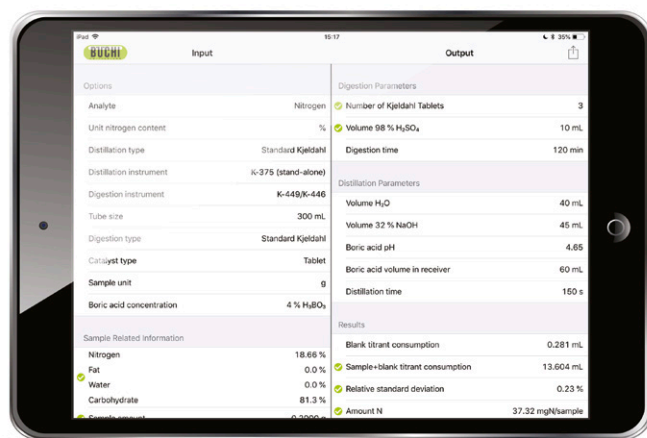 iPad 15:17 35%
BUCHI Input Output
Options
Analyte Nitrogen
Unit nitrogen content %
Distillation type Standard Kjeldahl
Distillation instrument K-375 (stand-alone)
Digestion instrument K-449/K-446
Tube size 300 mL
Digestion type Standard Kjeldahl
Catalyst type Tablet
Sample unit g
Boric acid concentration 4 % H₃BO₃
Sample Related Information
Nitrogen 18.66 %
Fat 0.0 %
Water 0.0 %
Carbohydrate 81.3 %
Sample amount 0.2000 g
Digestion Parameters
Number of Kjeldahl Tablets 3
Volume 98 % H₂SO₄ 10 mL
Digestion time 120 min
Distillation Parameters
Volume H₂O 40 mL
Volume 32 % NaOH 45 mL
Boric acid pH 4.65
Boric acid volume in receiver 60 mL
Distillation time 150 s
Results
Blank titrant consumption 0.281 mL
Sample+blank titrant consumption 13.604 mL
Relative standard deviation 0.23 %
Amount N 37.32 mgN/sample